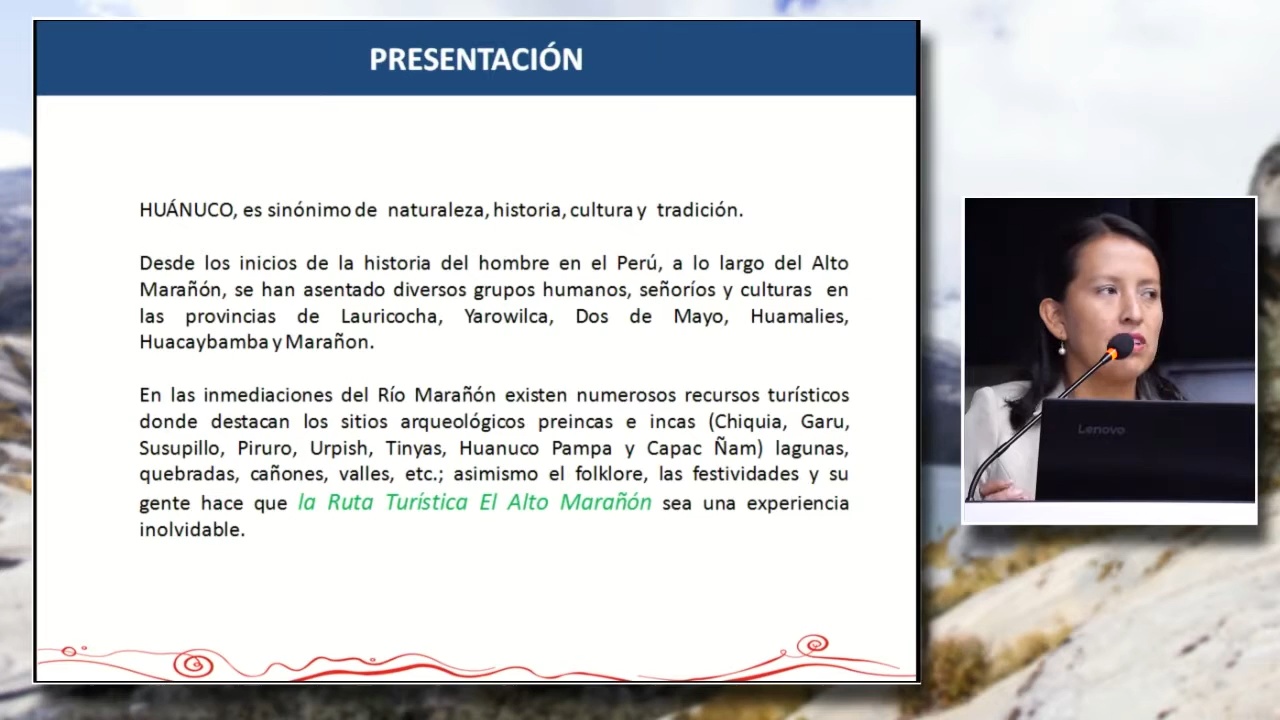 PRESENTACIÓN
HUÁNUCO, es sinónimo de naturaleza, historia, cultura y tradición.
Desde los inicios de la historia del hombre en el Perú, a lo largo del Alto
Marañón, se han asentado diversos grupos humanos, señoríos y culturas en
las provincias de Lauricocha, Yarowilca, Dos de Mayo, Huamalies,
Huacaybamba y Marañon.
En las inmediaciones del Río Marañón existen numerosos recursos turísticos
donde destacan los sitios arqueológicos preincas e incas (Chiquia, Garu,
Susupillo, Piruro, Urpish, Tinyas, Huanuco Pampa y Capac Ñam) lagunas,
quebradas, cañones, valles, etc.; asimismo el folklore, las festividades y su
gente hace que la Ruta Turística El Alto Marañón sea una experiencia
inolvidable.
Lenovo